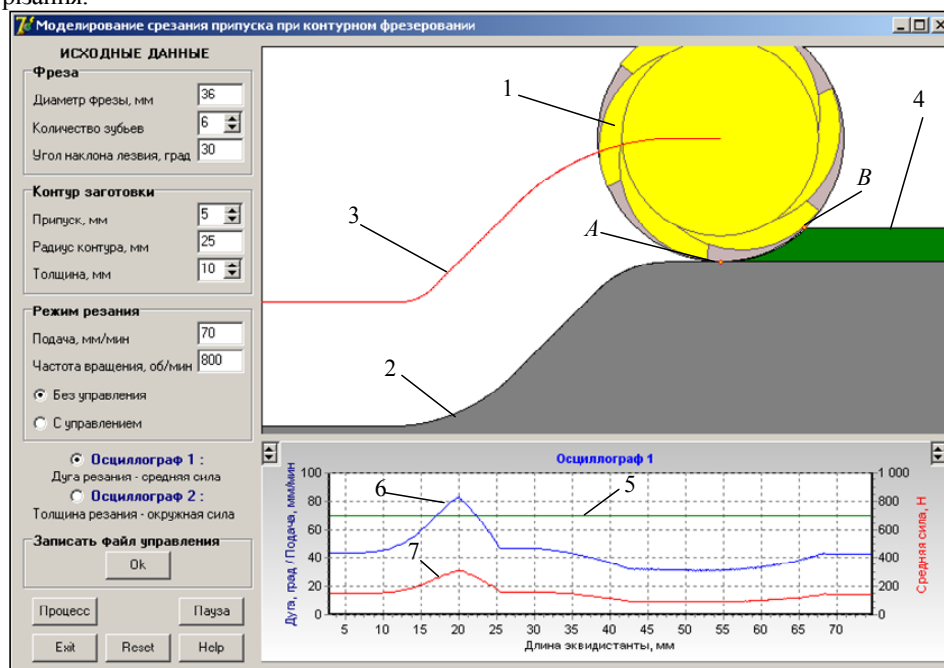 різання.
Моделирование срезания припуска при контурном фрезеровании
ИСХОДНЫЕ ДАННЫЕ
Фреза
Диаметр фрезы, мм 36
Количество зубьев 6
Угол наклона лезвия, град 30
Контур заготовки
Припуск, мм 5
Радиус контура, мм 25
Толщина, мм 10
Режим резания
Подача, мм/мин 70
Частота вращения, об/мин 800
Без управления
С управлением
Осциллограф 1 :
Дуга резания - средняя сила
Осциллограф 2 :
Толщина резания - окружная сила
Записать файл управления
Ok
Процесс Пауза
Exit Reset Help
1
4
B
3
A
2
Осциллограф 1
Дуга, град / Подача, мм/мин
100
80
60
40
20
0
6
5
7
1 000
800
600
400
200
0
Средняя сила, Н
5 10 15 20 25 30 35 40 45 50 55 60 65 70
Длина эквидистанты, мм